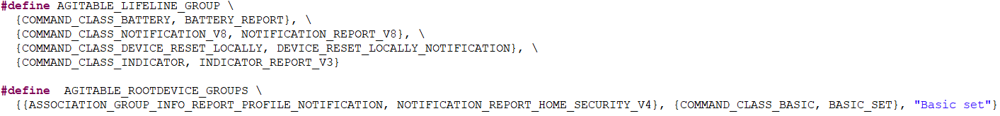 #define AGITABLE_LIFELINE_GROUP \
{COMMAND_CLASS_BATTERY, BATTERY_REPORT}, \
{COMMAND_CLASS_NOTIFICATION_V8, NOTIFICATION_REPORT_V8}, \
{COMMAND_CLASS_DEVICE_RESET_LOCALLY, DEVICE_RESET_LOCALLY_NOTIFICATION}, \
{COMMAND_CLASS_INDICATOR, INDICATOR_REPORT_V3}
#define  AGITABLE_ROOTDEVICE_GROUPS \
{{ASSOCIATION_GROUP_INFO_REPORT_PROFILE_NOTIFICATION, NOTIFICATION_REPORT_HOME_SECURITY_V4}, {COMMAND_CLASS_BASIC, BASIC_SET}, "Basic set"}